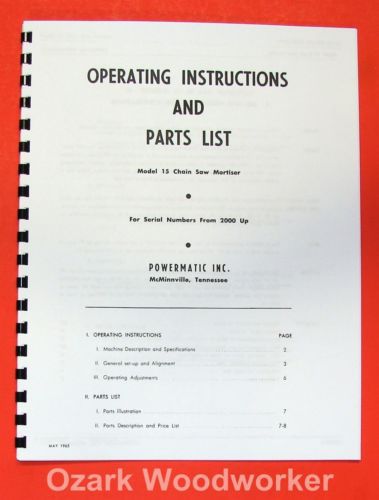 OPERATING INSTRUCTIONS
AND
PARTS LIST
Model 15 Chain Saw Mortiser
For Serial Numbers From 2000 Up
POWERMATIC INC.
McMinnville, Tennessee
I. OPERATING INSTRUCTIONS PAGE
I. Machine Description and Specifications 2
II. General set-up and Alignment 3
III. Operating Adjustments 6
II. PARTS LIST
I. Parts Illustration 7
II. Parts Description and Price List 7-8
MAY 1965
Ozark Woodworker